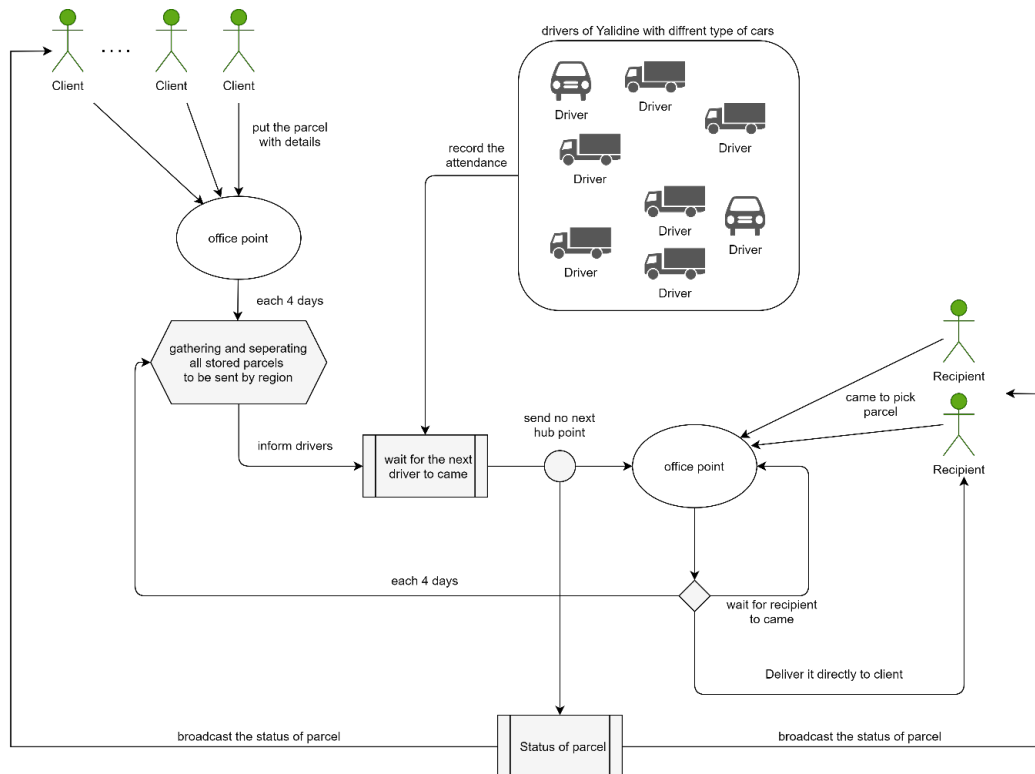 drivers of Yalidine with diffrent type of cars
Client
. . . .
Client
Client
Driver
Driver
Driver
Driver
Driver
Driver
Driver
Driver
put the parcel
with details
record the
attendance
office point
each 4 days
gathering and seperating
all stored parcels
to be sent by region
inform drivers
wait for the next
driver to came
send no next
hub point
office point
Recipient
came to pick
parcel
Recipient
each 4 days
wait for recipient
to came
Deliver it directly to client
broadcast the status of parcel
Status of parcel
broadcast the status of parcel